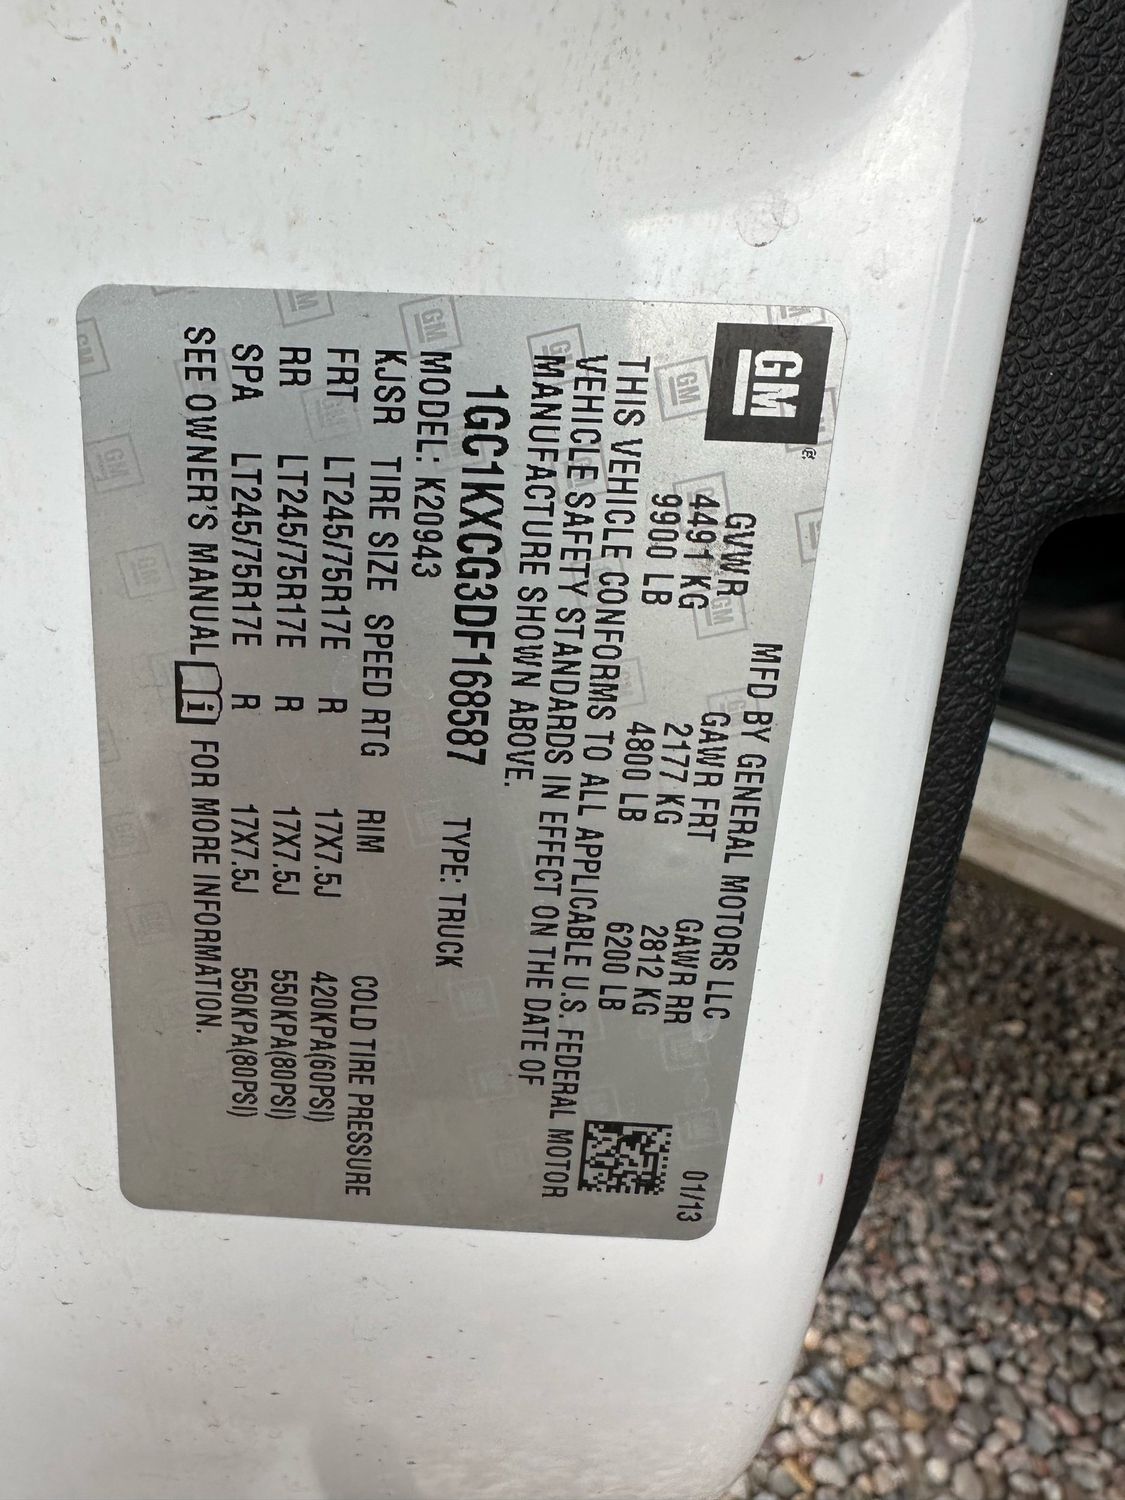 GM®
MFD BY GENERAL MOTORS LLC 01/13
GVWR GAWR FRT GAWR RR
4491 KG 2177 KG 2812 KG
9900 LB 4800 LB 6200 LB
THIS VEHICLE CONFORMS TO ALL APPLICABLE U.S. FEDERAL MOTOR
VEHICLE SAFETY STANDARDS IN EFFECT ON THE DATE OF
MANUFACTURE SHOWN ABOVE.
1GC1KXCG3DF168587 TYPE: TRUCK
MODEL: K20943
KJSR TIRE SIZE SPEED RTG RIM COLD TIRE PRESSURE
FRT LT245/75R17E R 17X7.5J 420KPA(60PSI)
RR LT245/75R17E R 17X7.5J 550KPA(80PSI)
SPA LT245/75R17E R 17X7.5J 550KPA(80PSI)
SEE OWNER'S MANUAL i FOR MORE INFORMATION.